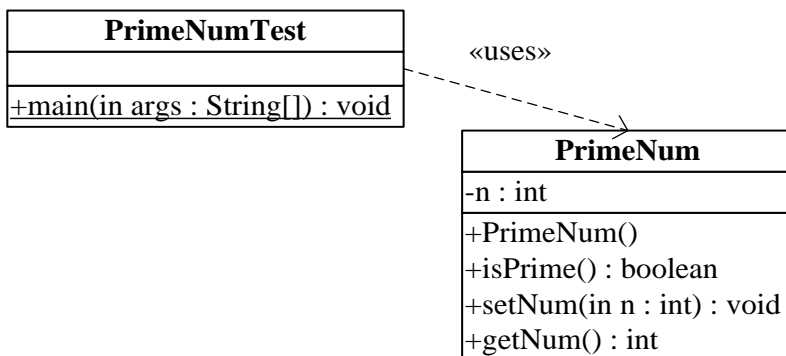 PrimeNumTest
«uses»
+main(in args : String[]) : void
PrimeNum
-n : int
+PrimeNum()
+isPrime() : boolean
+setNum(in n : int) : void
+getNum() : int